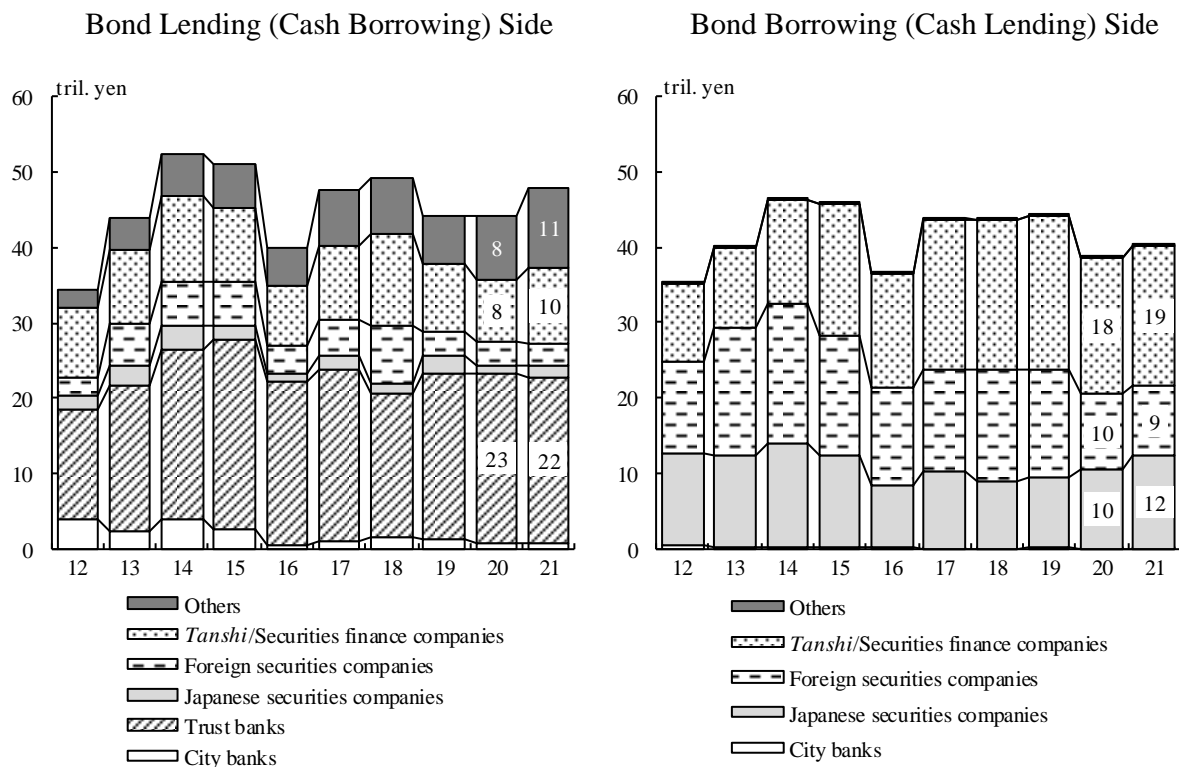 Bond Lending (Cash Borrowing) Side
tril. yen
60
50
40
30
20
10
0
8
11
8
10
23
22
12 13 14 15 16 17 18 19 20 21
Others
Tanshi/Securities finance companies
Foreign securities companies
Japanese securities companies
Trust banks
City banks
Bond Borrowing (Cash Lending) Side
tril. yen
60
50
40
30
20
10
0
18
19
10
9
10
12
12 13 14 15 16 17 18 19 20 21
Others
Tanshi/Securities finance companies
Foreign securities companies
Japanese securities companies
City banks